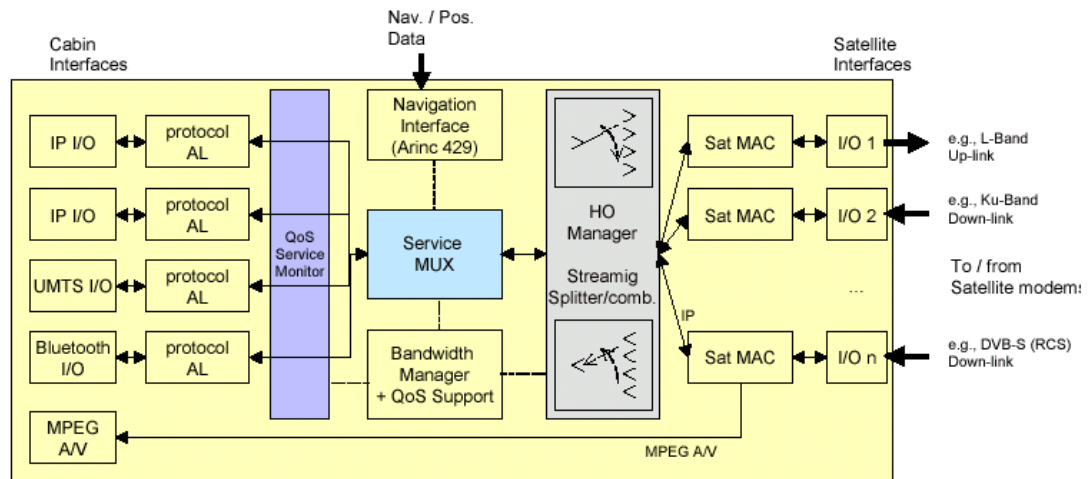 Nav. / Pos.
Data
Cabin
Interfaces
Satellite
Interfaces
IP I/O
protocol
AL
Navigation
Interface
(Arinc 429)
Sat MAC
I/O 1
e.g., L-Band
Up-link
IP I/O
protocol
AL
QoS
Service
Monitor
Service
MUX
HO
Manager
Sat MAC
I/O 2
e.g., Ku-Band
Down-link
UMTS I/O
protocol
AL
Streamig
Splitter/comb.
...
To / from
Satellite modems
IP
Bluetooth
I/O
protocol
AL
Bandwidth
Manager
+ QoS Support
Sat MAC
I/O n
e.g., DVB-S (RCS)
Down-link
MPEG
A/V
MPEG A/V